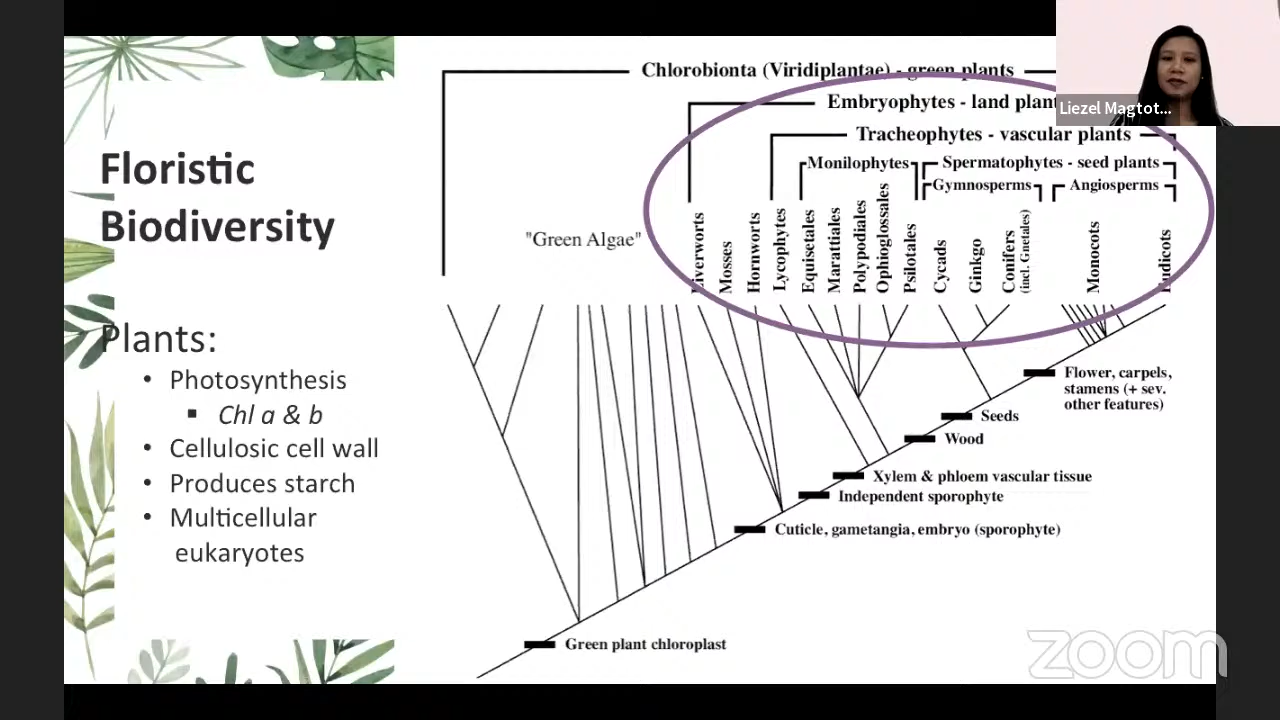 Floristic
Biodiversity
Plants:
• Photosynthesis
▪ Chl a & b
• Cellulosic cell wall
• Produces starch
• Multicellular
eukaryotes
Chlorobionta (Viridiplantae) - green plants
Embryophytes - land plan
Tracheophytes - vascular plants
Monilophytes
Spermatophytes - seed plants
Gymnosperms
Angiosperms
"Green Algae"
Liverworts
Mosses
Hornworts
Lycophytes
Equisetales
Marattiales
Polypodiales
Ophioglossales
Psilotales
Cycads
Ginkgo
Conifers
(incl. Gnetales)
Monocots
Eudicots
Flower, carpels,
stamens (+ sev.
other features)
Seeds
Wood
Xylem & phloem vascular tissue
Independent sporophyte
Cuticle, gametangia, embryo (sporophyte)
Green plant chloroplast
Liezel Magtot...
zoom